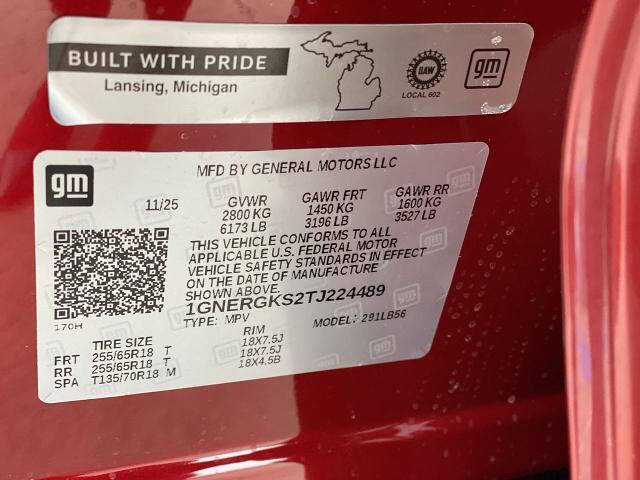 BUILT WITH PRIDE
Lansing, Michigan
UAW
LOCAL 602
gm
gm
MFD BY GENERAL MOTORS LLC
11/25 GVWR GAWR FRT GAWR RR
2800 KG 1450 KG 1600 KG
6173 LB 3196 LB 3527 LB
THIS VEHICLE CONFORMS TO ALL
APPLICABLE U.S. FEDERAL MOTOR
VEHICLE SAFETY STANDARDS IN EFFECT
ON THE DATE OF MANUFACTURE
SHOWN ABOVE.
1GNERGKS2TJ224489
170H TYPE: MPV MODEL: 291LB56
TIRE SIZE RIM
FRT 255/65R18 T 18X7.5J
RR 255/65R18 T 18X7.5J
SPA T135/70R18 M 18X4.5B